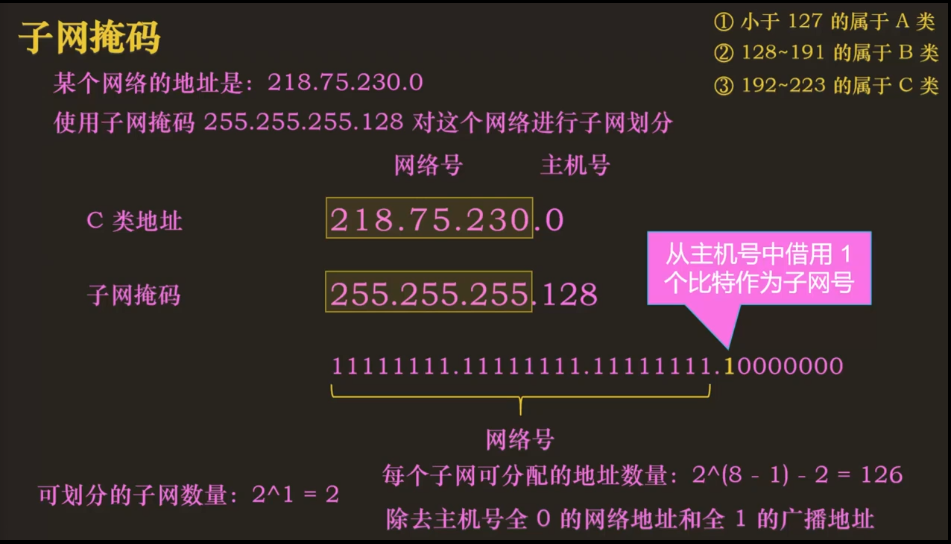 子网掩码
① 小于 127 的属于 A 类
② 128~191 的属于 B 类
③ 192~223 的属于 C 类
某个网络的地址是：218.75.230.0
使用子网掩码 255.255.255.128 对这个网络进行子网划分
网络号 主机号
C 类地址 218.75.230.0
从主机号中借用 1
个比特作为子网号
子网掩码 255.255.255.128
11111111.11111111.11111111.10000000
网络号
可划分的子网数量：2^1 = 2
每个子网可分配的地址数量：2^(8 - 1) - 2 = 126
除去主机号全 0 的网络地址和全 1 的广播地址